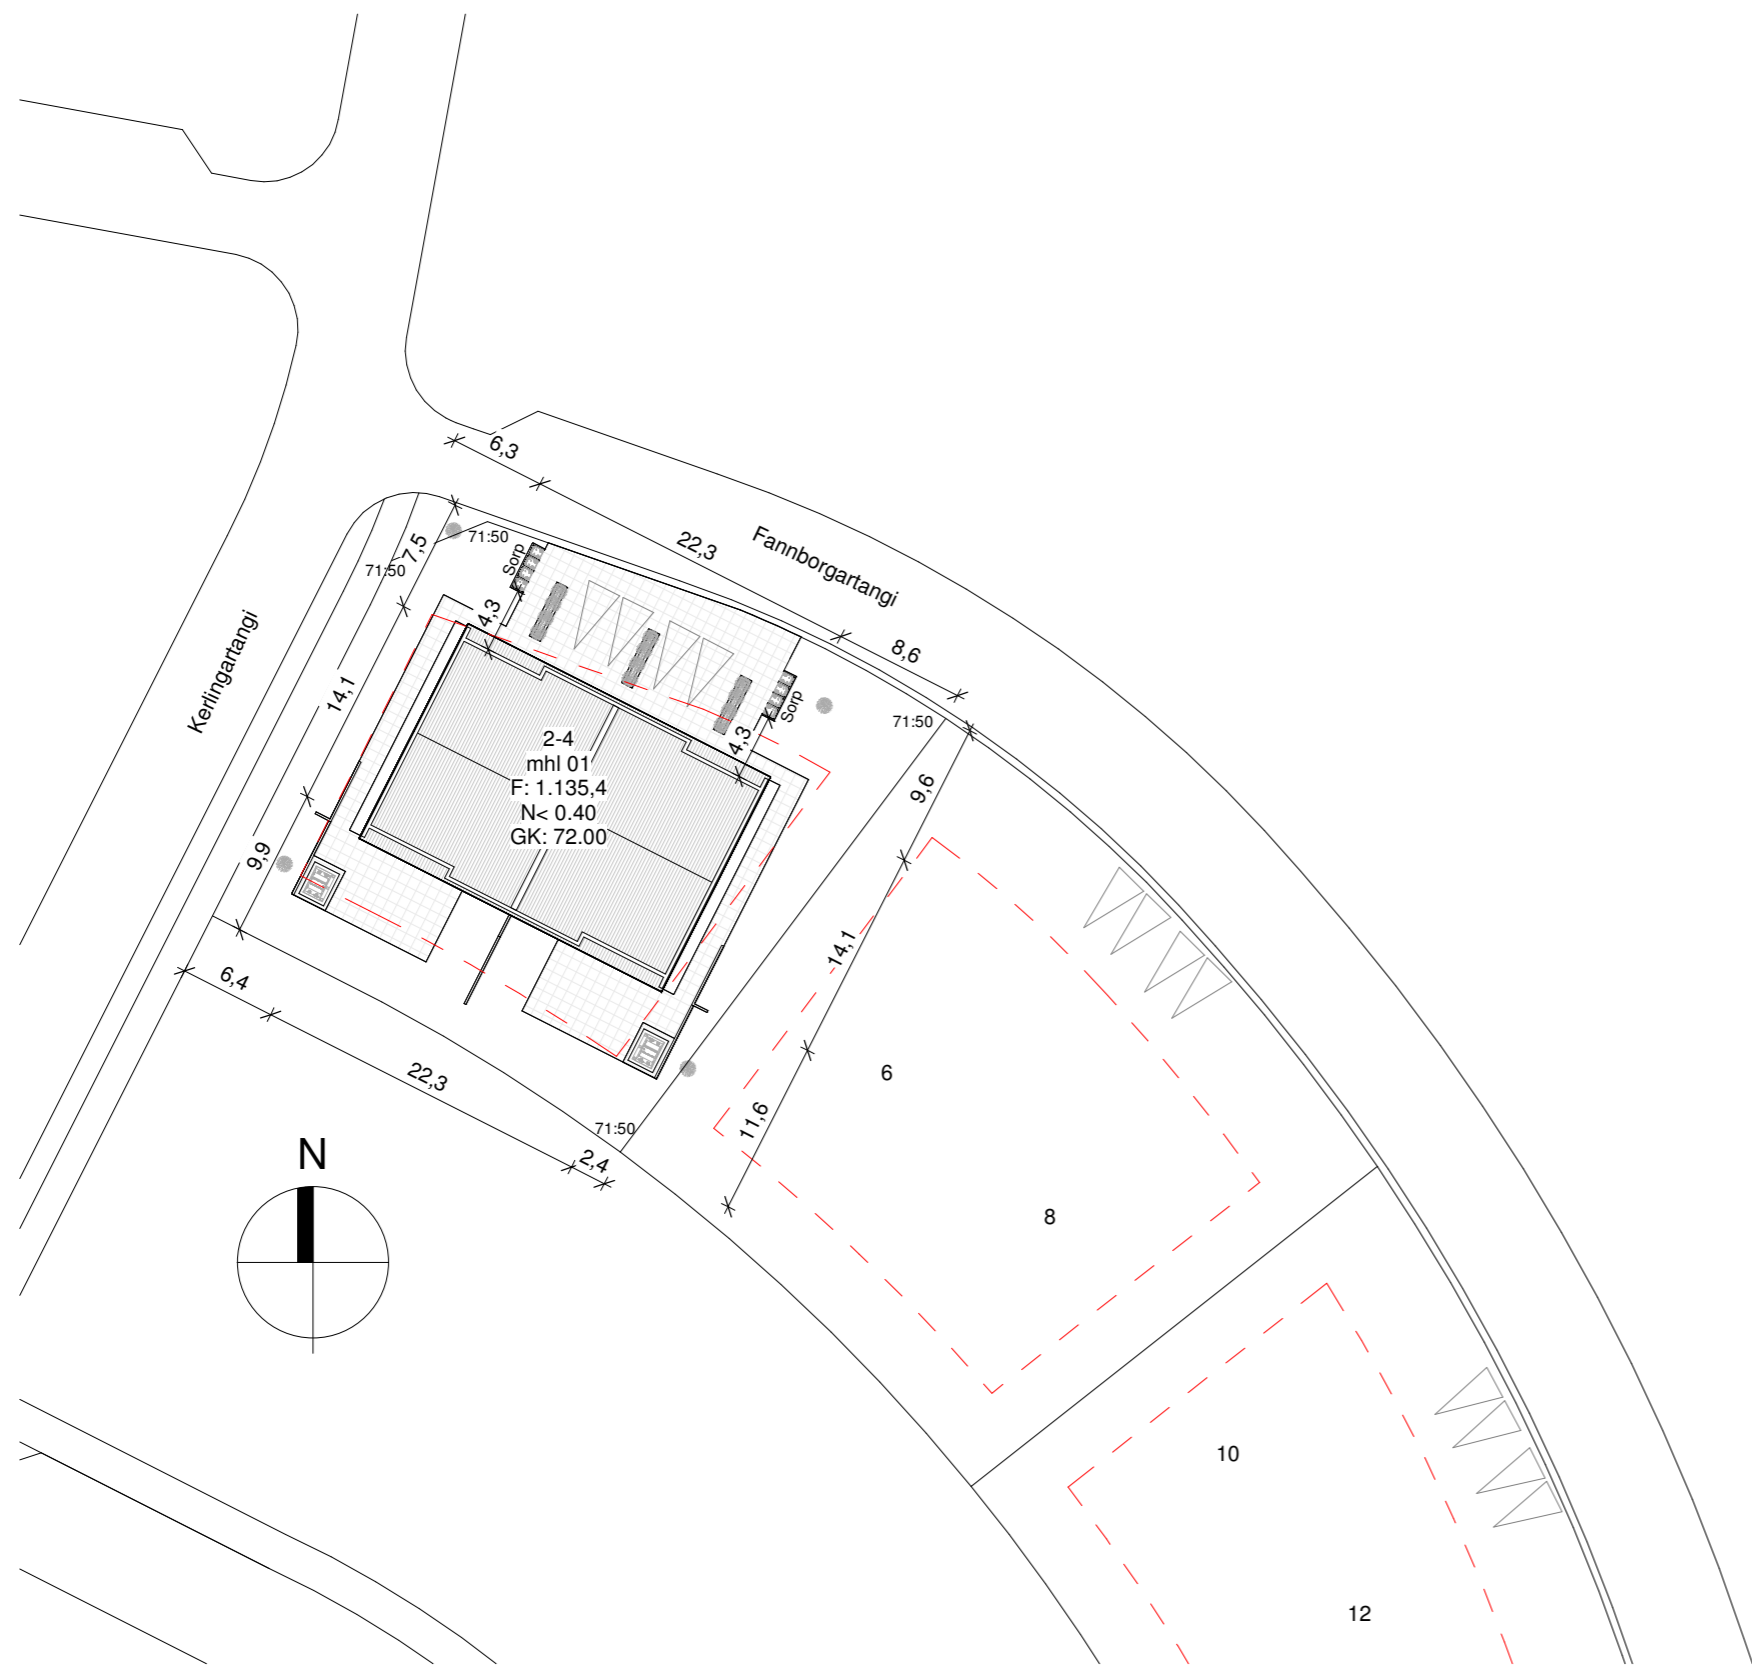 6,3
22,3
Fannborgartangi
8,6
7,5
71:50
71:50
Sorp
4,3
Kerlingartangi
14,1
Sorp
71:50
4,3
2-4
mhl 01
F: 1.135,4
N< 0.40
GK: 72.00
9,6
9,9
14,1
6,4
22,3
6
11,6
71:50
2,4
N
8
10
12